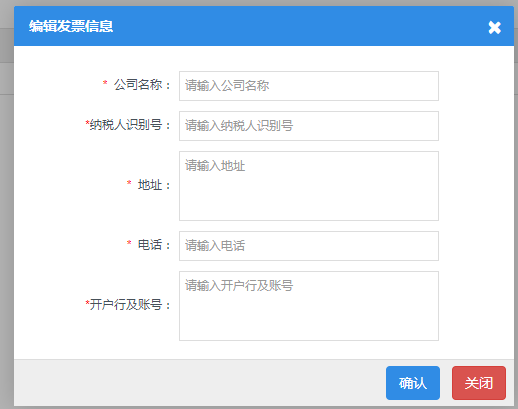 编辑发票信息
* 公司名称： 请输入公司名称
*纳税人识别号： 请输入纳税人识别号
* 地址： 请输入地址
* 电话： 请输入电话
*开户行及账号： 请输入开户行及账号
确认 关闭